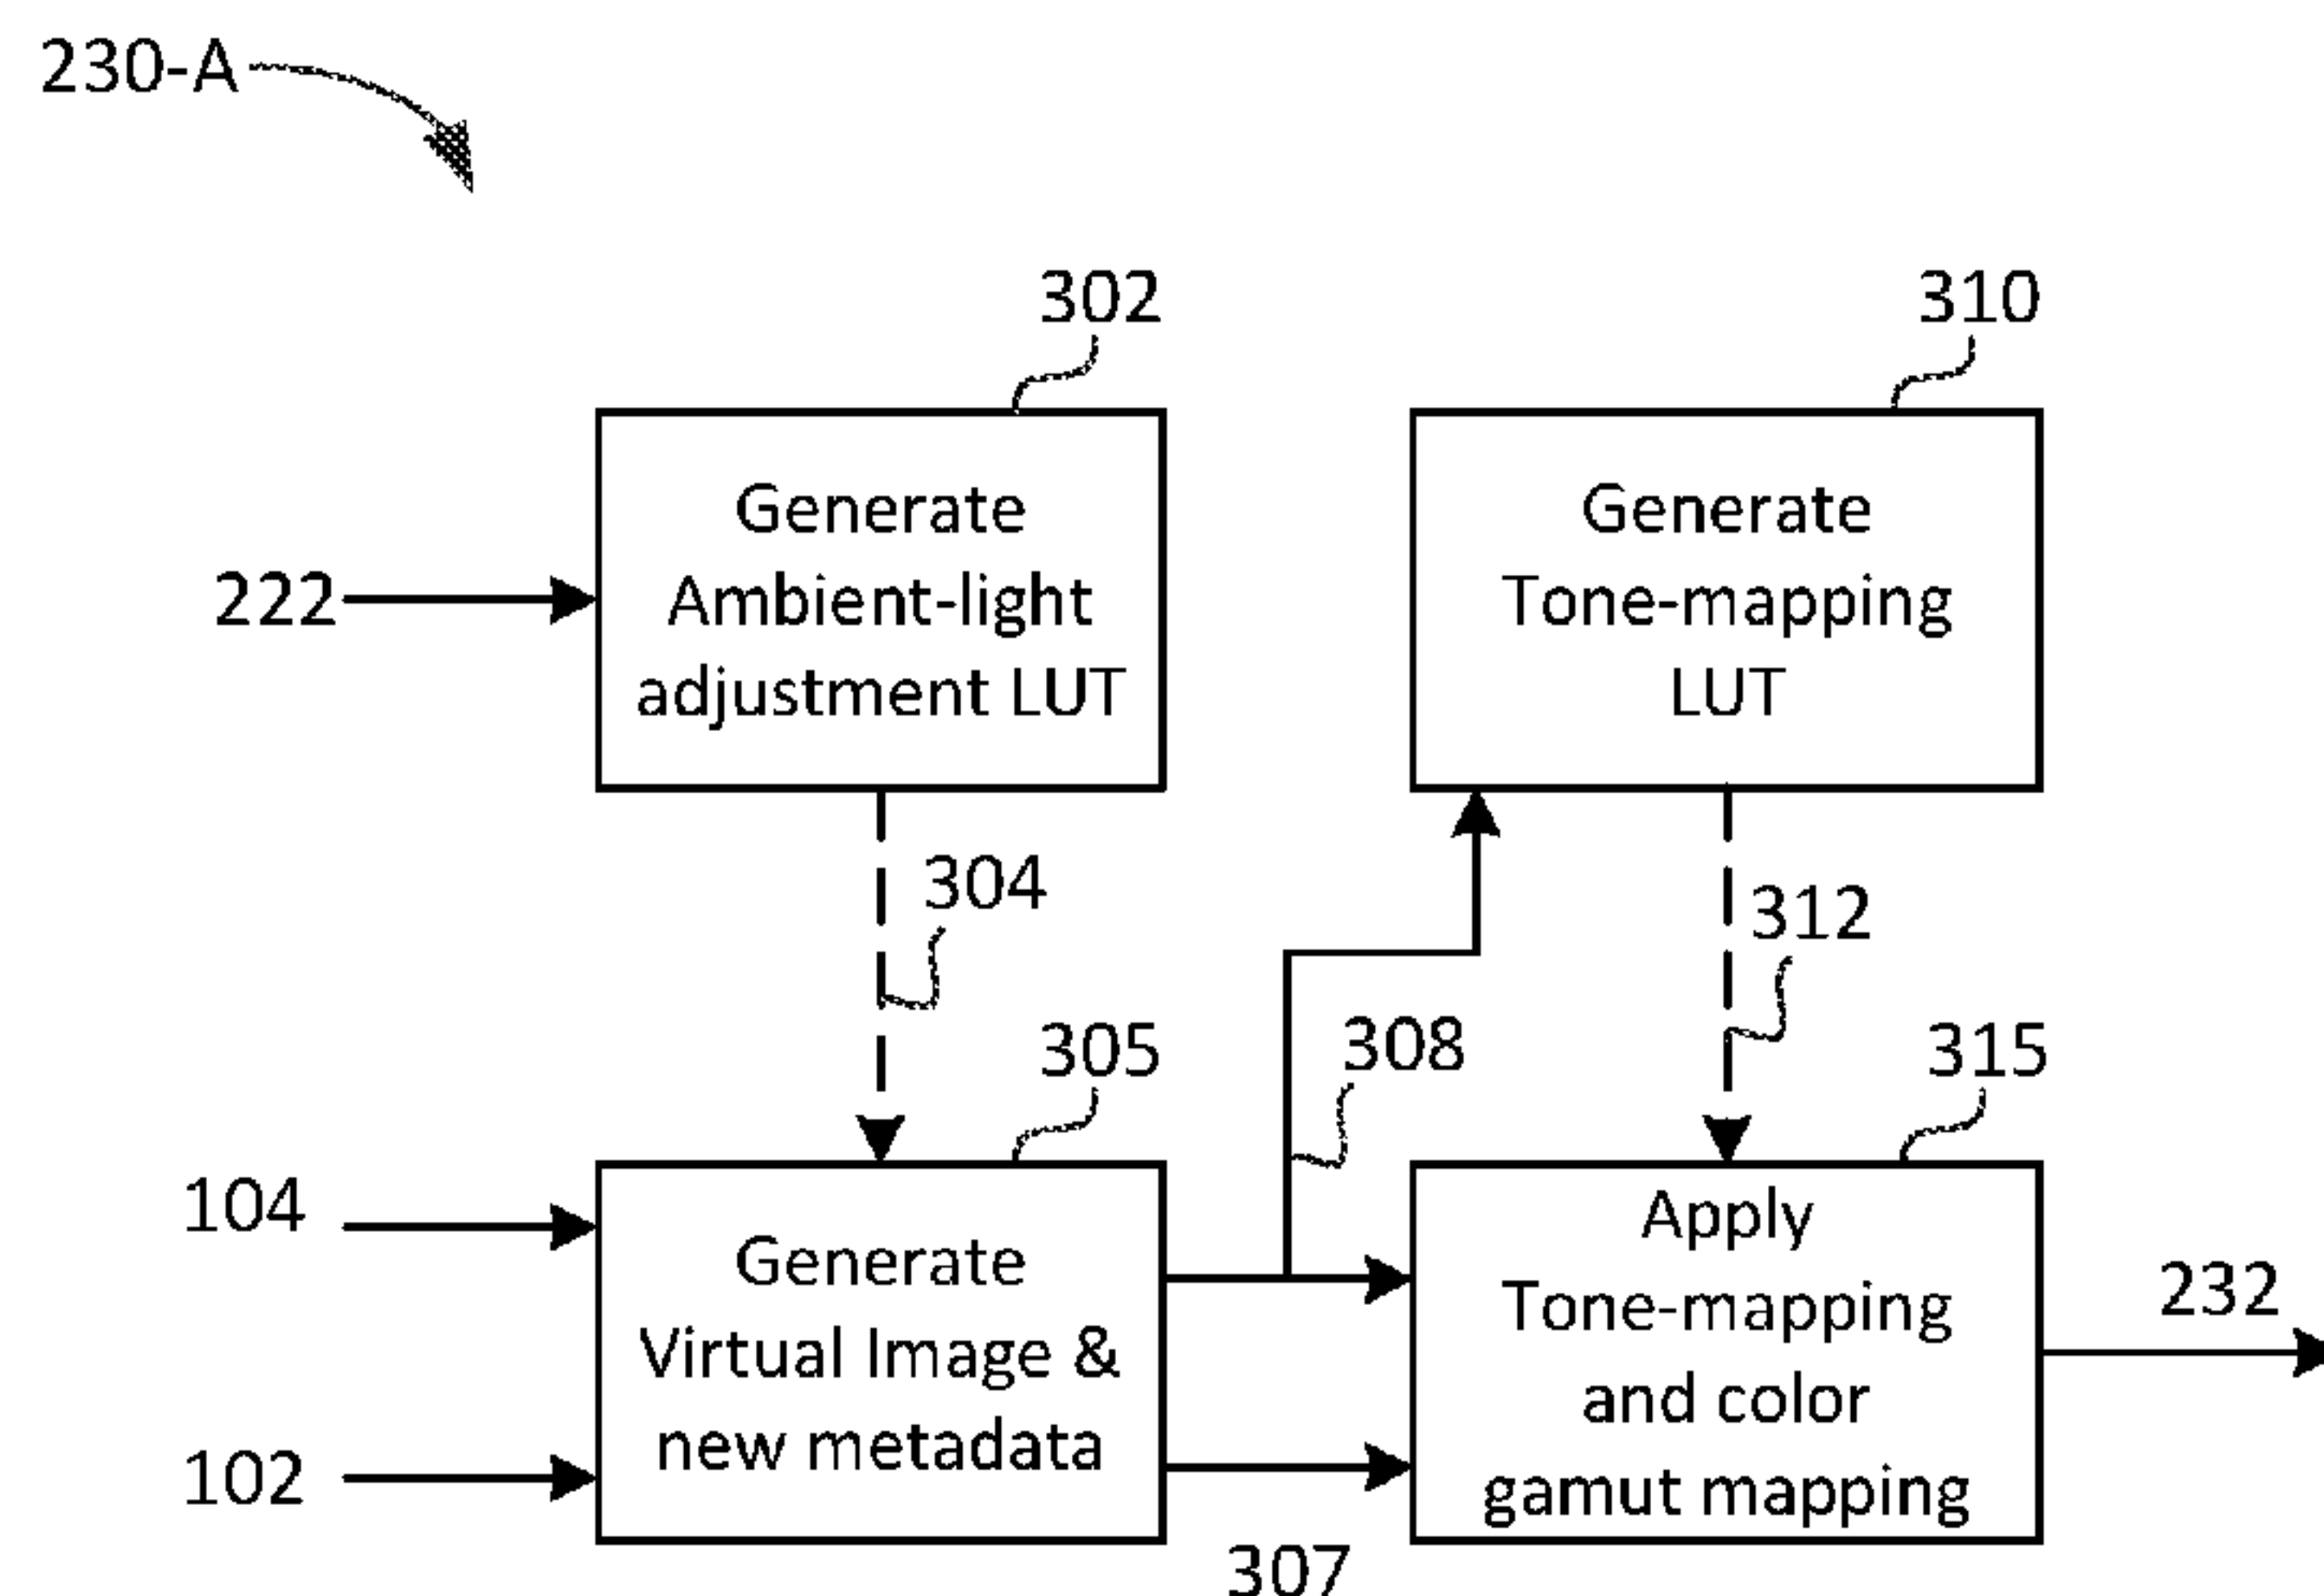 230-A
302
310
Generate
Ambient-light
adjustment LUT
Generate
Tone-mapping
LUT
222
304
312
305
308
315
104
102
Generate
Virtual Image &
new metadata
Apply
Tone-mapping
and color
gamut mapping
232
307